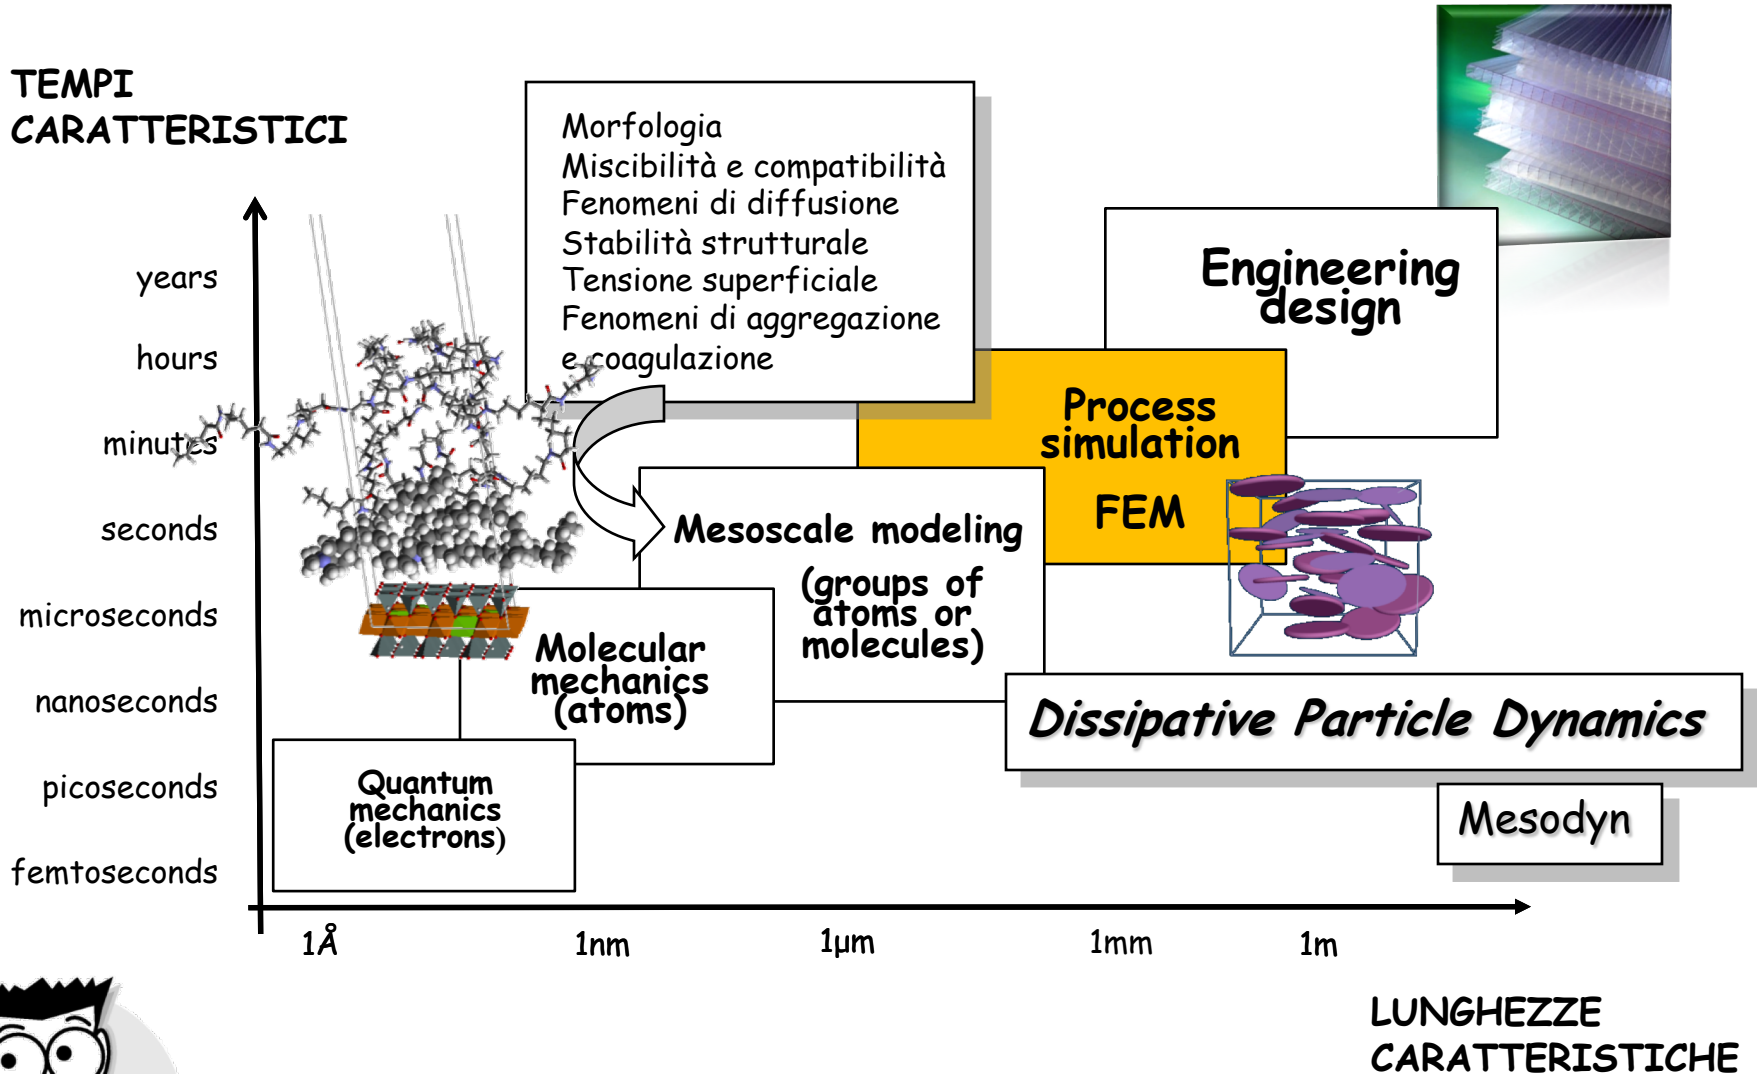 TEMPI
CARATTERISTICI
Morfologia
Miscibilità e compatibilità
Fenomeni di diffusione
Stabilità strutturale
Tensione superficiale
Fenomeni di aggregazione
e coagulazione
years
hours
minutes
seconds
microseconds
nanoseconds
picoseconds
femtoseconds
Engineering
design
Process
simulation
FEM
Mesoscale modeling
(groups of
atoms or
molecules)
Molecular
mechanics
(atoms)
Quantum
mechanics
(electrons)
Dissipative Particle Dynamics
Mesodyn
1Å
1nm
1µm
1mm
1m
LUNGHEZZE
CARATTERISTICHE